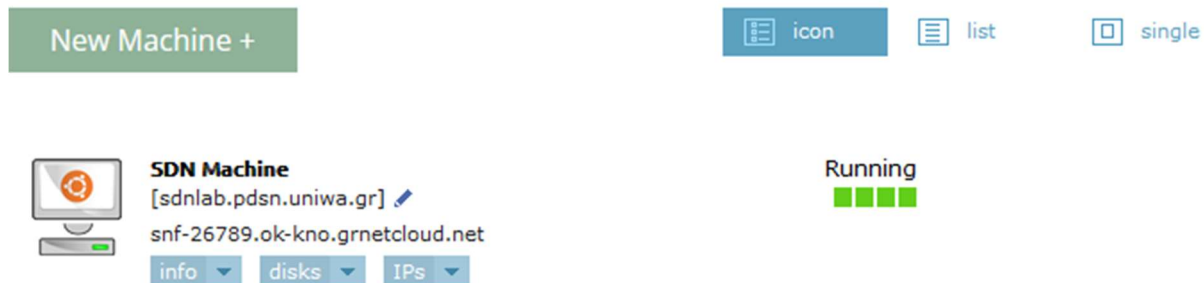 New Machine +
icon list single
SDN Machine
Running
[sdnlab.pdsn.uniwa.gr]
snf-26789.ok-kno.grnetcloud.net
info disks IPs